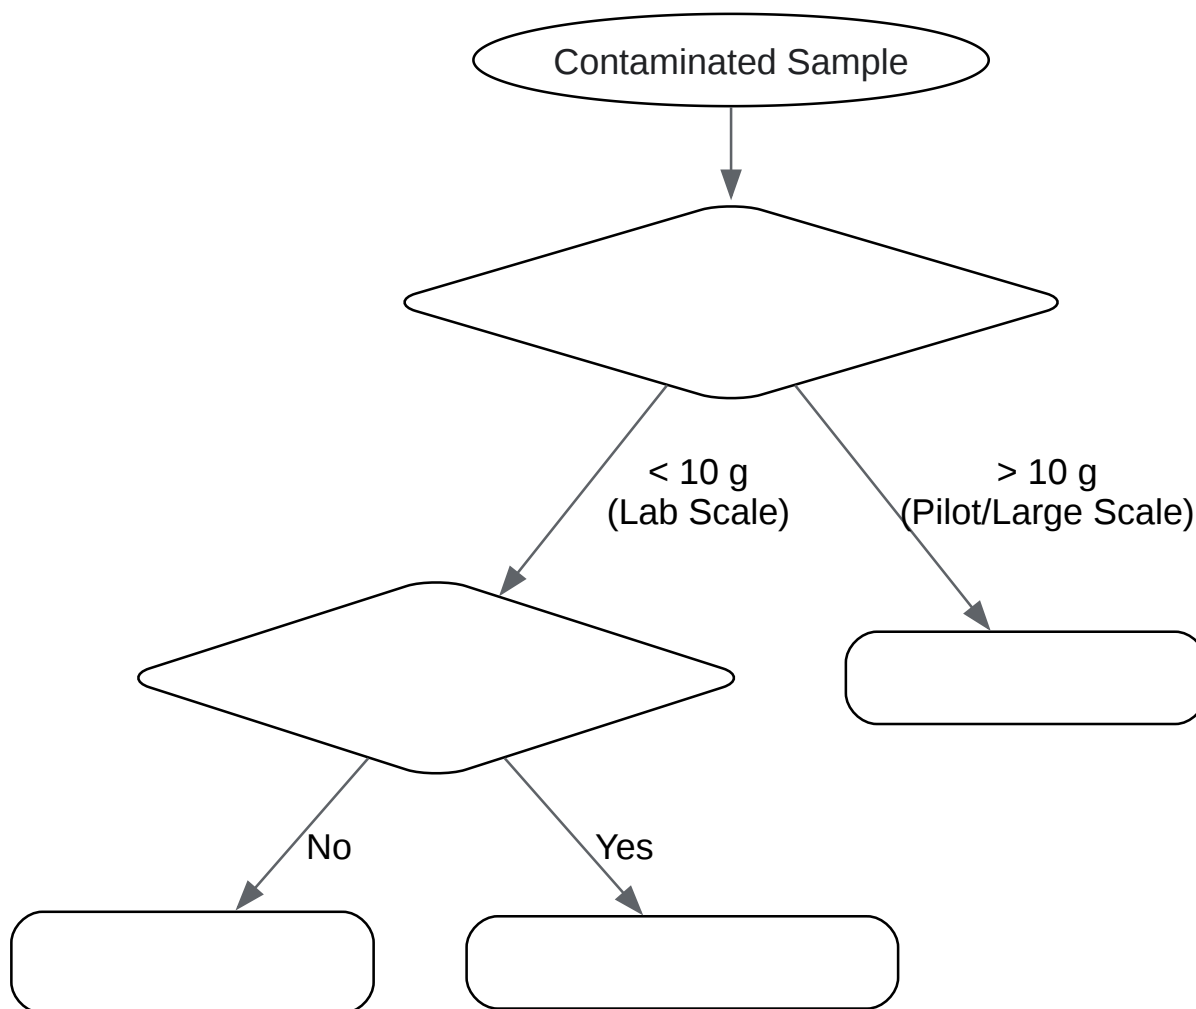 Contaminated Sample
< 10 g
(Lab Scale)
> 10 g
(Pilot/Large Scale)
No
Yes